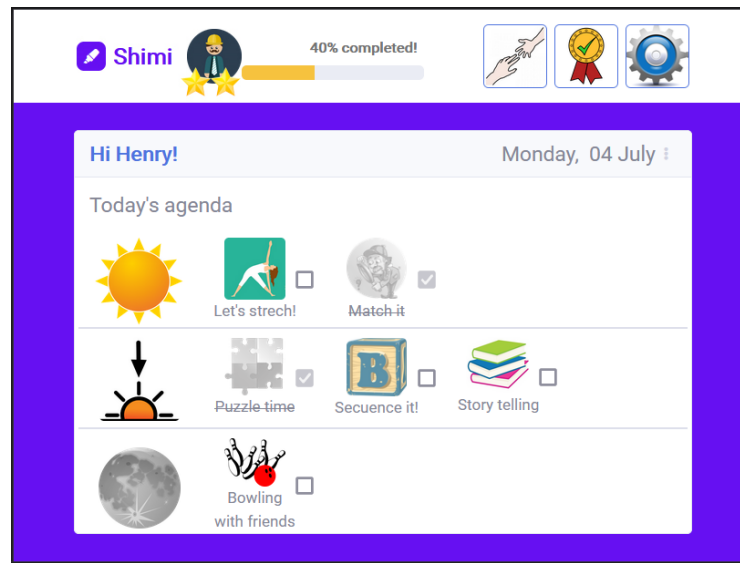 Shimi
40% completed!
Hi Henry!
Monday, 04 July
Today's agenda
Let's strech!
Match it
Puzzle time
B
Secuence it!
Story telling
Bowling
with friends